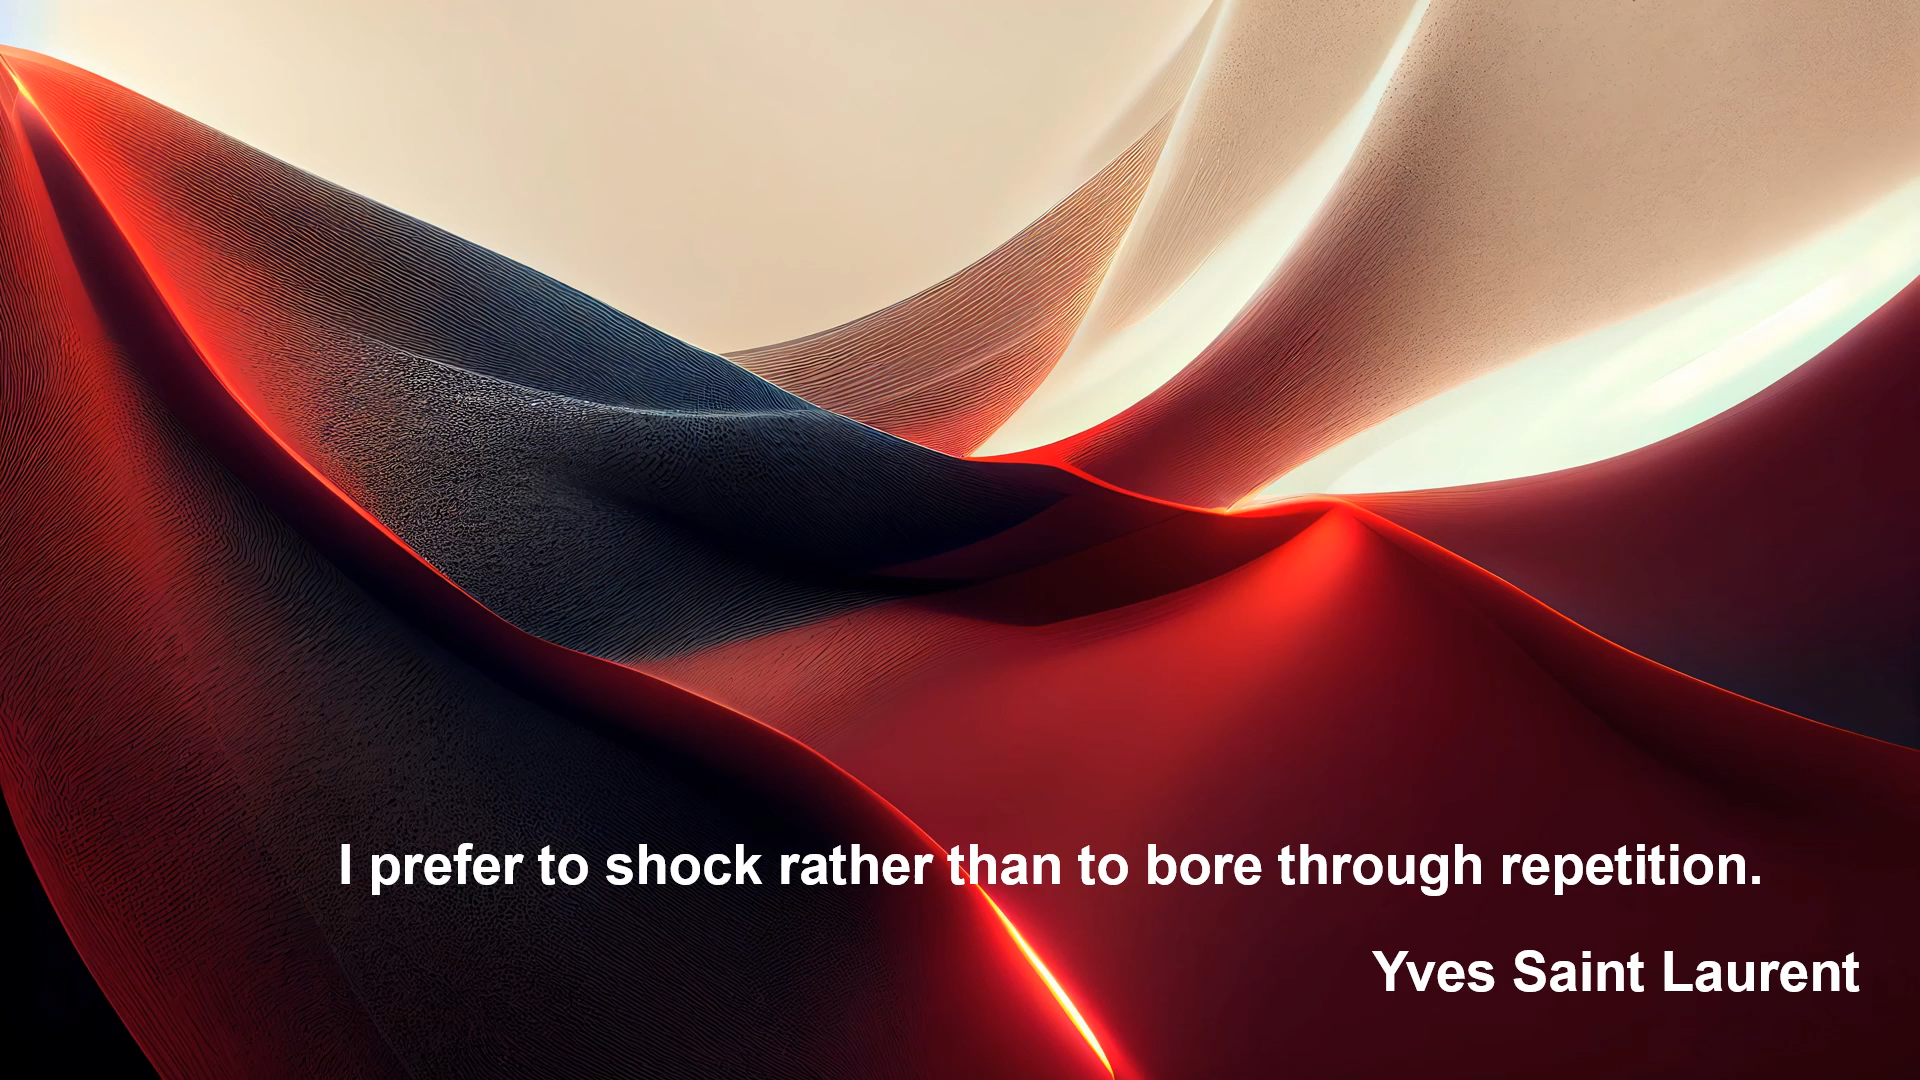 I prefer to shock rather than to bore through repetition.
Yves Saint Laurent